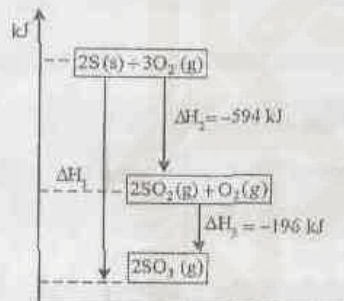 kJ
2S(s) + 3O₂(g)
ΔH₂ = -594 kJ
ΔH₁
2SO₂(g) + O₂(g)
ΔH₃ = -196 kJ
2SO₃(g)